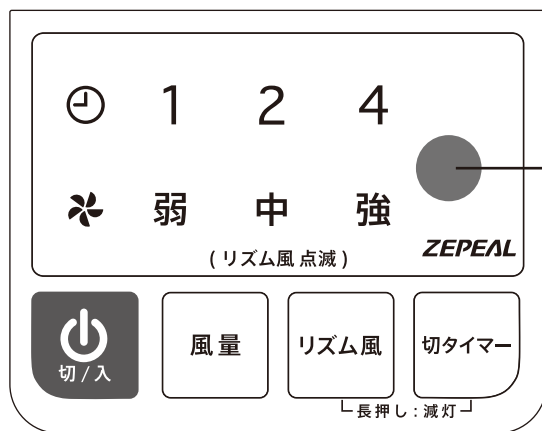 1 2 4
弱 中 強
(リズム風点滅)
ZEPEAL
切/入
風量
リズム風
切タイマー
長押し:減灯